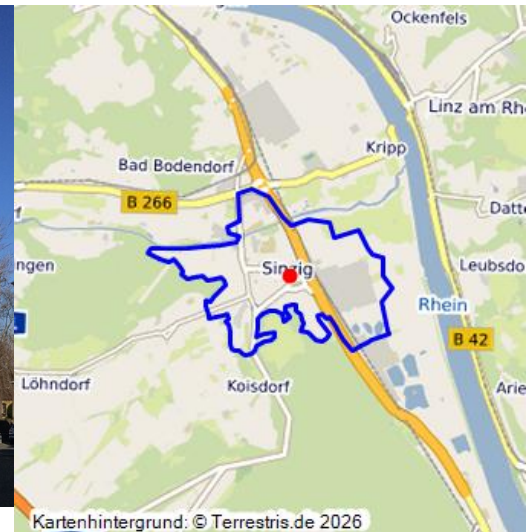 Ockenfels
Linz am Rhe
Kripp
Bad Bodendorf
B 266
Datte
ngen
Sinzig
Leubsdo
Rhein
B 42
Löhndorf
Koisdorf
Arie
Kartenhintergrund: © Terrestris.de 2026